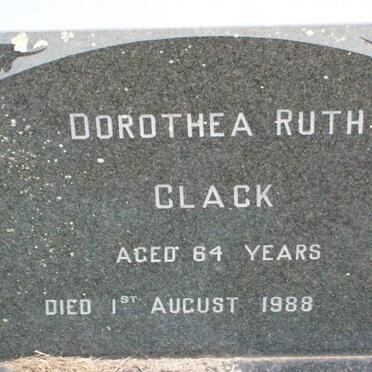 DOROTHEA RUTH
CLACK
AGED 64 YEARS
DIED 1ST AUGUST 1988